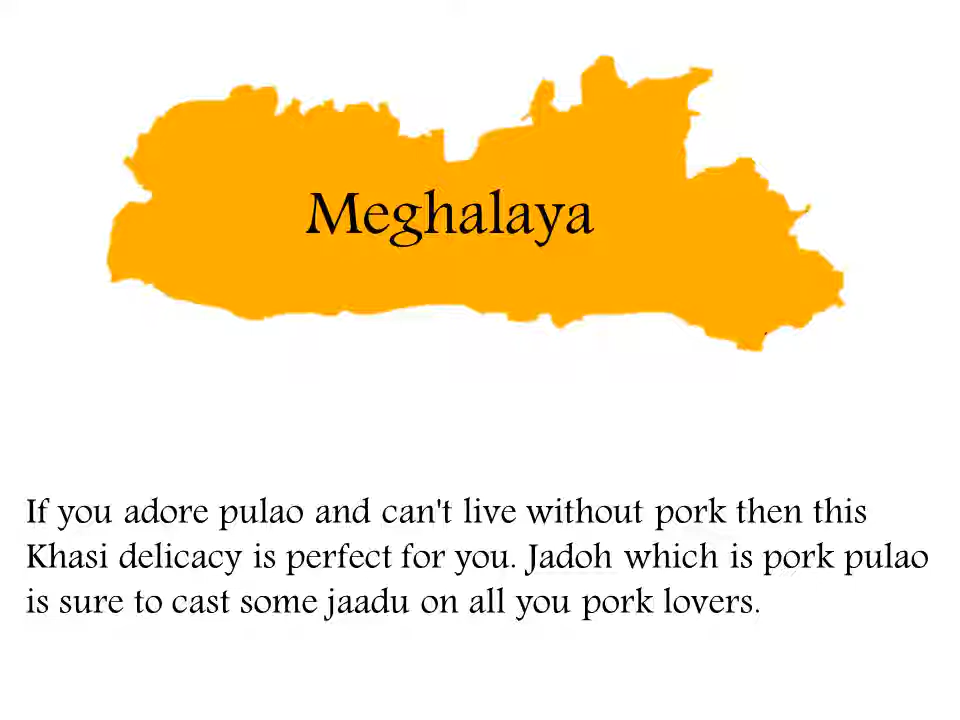 Meghalaya
If you adore pulao and can't live without pork then this
Khasi delicacy is perfect for you. Jadoh which is pork pulao
is sure to cast some jaadu on all you pork lovers.